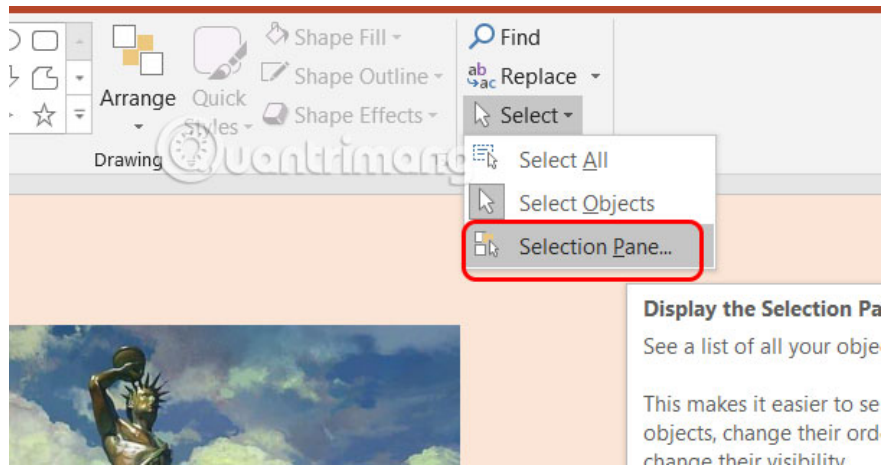 Shape Fill
Shape Outline
Shape Effects
Arrange
Quick
Styles
Drawing
Find
Replace
Select
Select All
Select Objects
Selection Pane...
Quantrimang
Display the Selection Pa
See a list of all your obje
This makes it easier to se
objects, change their ord
change their visibility